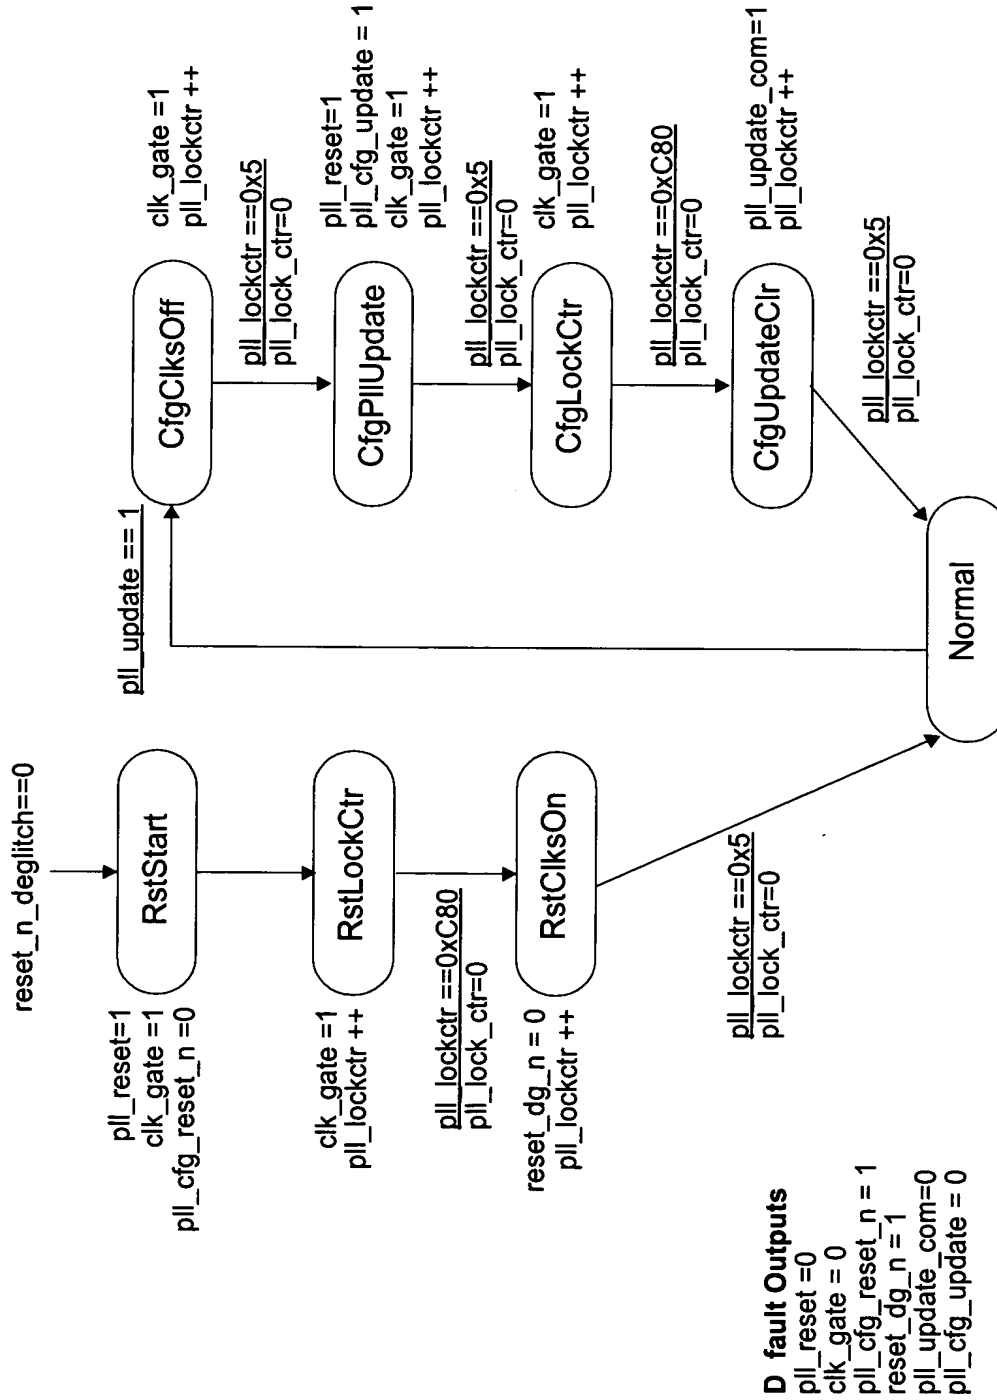 reset_n_deglitch==0
RstStart
pll_reset=1
clk_gate =1
pll_cfg_reset_n =0
RstLockCtr
clk_gate =1
pll_lockctr ++
pll_lockctr ==0xC80
pll_lock_ctr=0
RstClksOn
reset_dg_n = 0
pll_lockctr ++
pll_lockctr ==0x5
pll_lock_ctr=0
Normal
pll_update == 1
CfgClksOff
clk_gate =1
pll_lockctr ++
pll_lockctr ==0x5
pll_lock_ctr=0
CfgPllUpdate
pll_reset=1
pll_cfg_update = 1
clk_gate =1
pll_lockctr ++
pll_lockctr ==0x5
pll_lock_ctr=0
CfgLockCtr
clk_gate =1
pll_lockctr ++
pll_lockctr ==0xC80
pll_lock_ctr=0
CfgUpdateClr
pll_update_com=1
pll_lockctr ++
pll_lockctr ==0x5
pll_lock_ctr=0
D fault Outputs
pll_reset =0
clk_gate = 0
pll_cfg_reset_n = 1
reset_dg_n = 1
pll_update_com=0
pll_cfg_update = 0